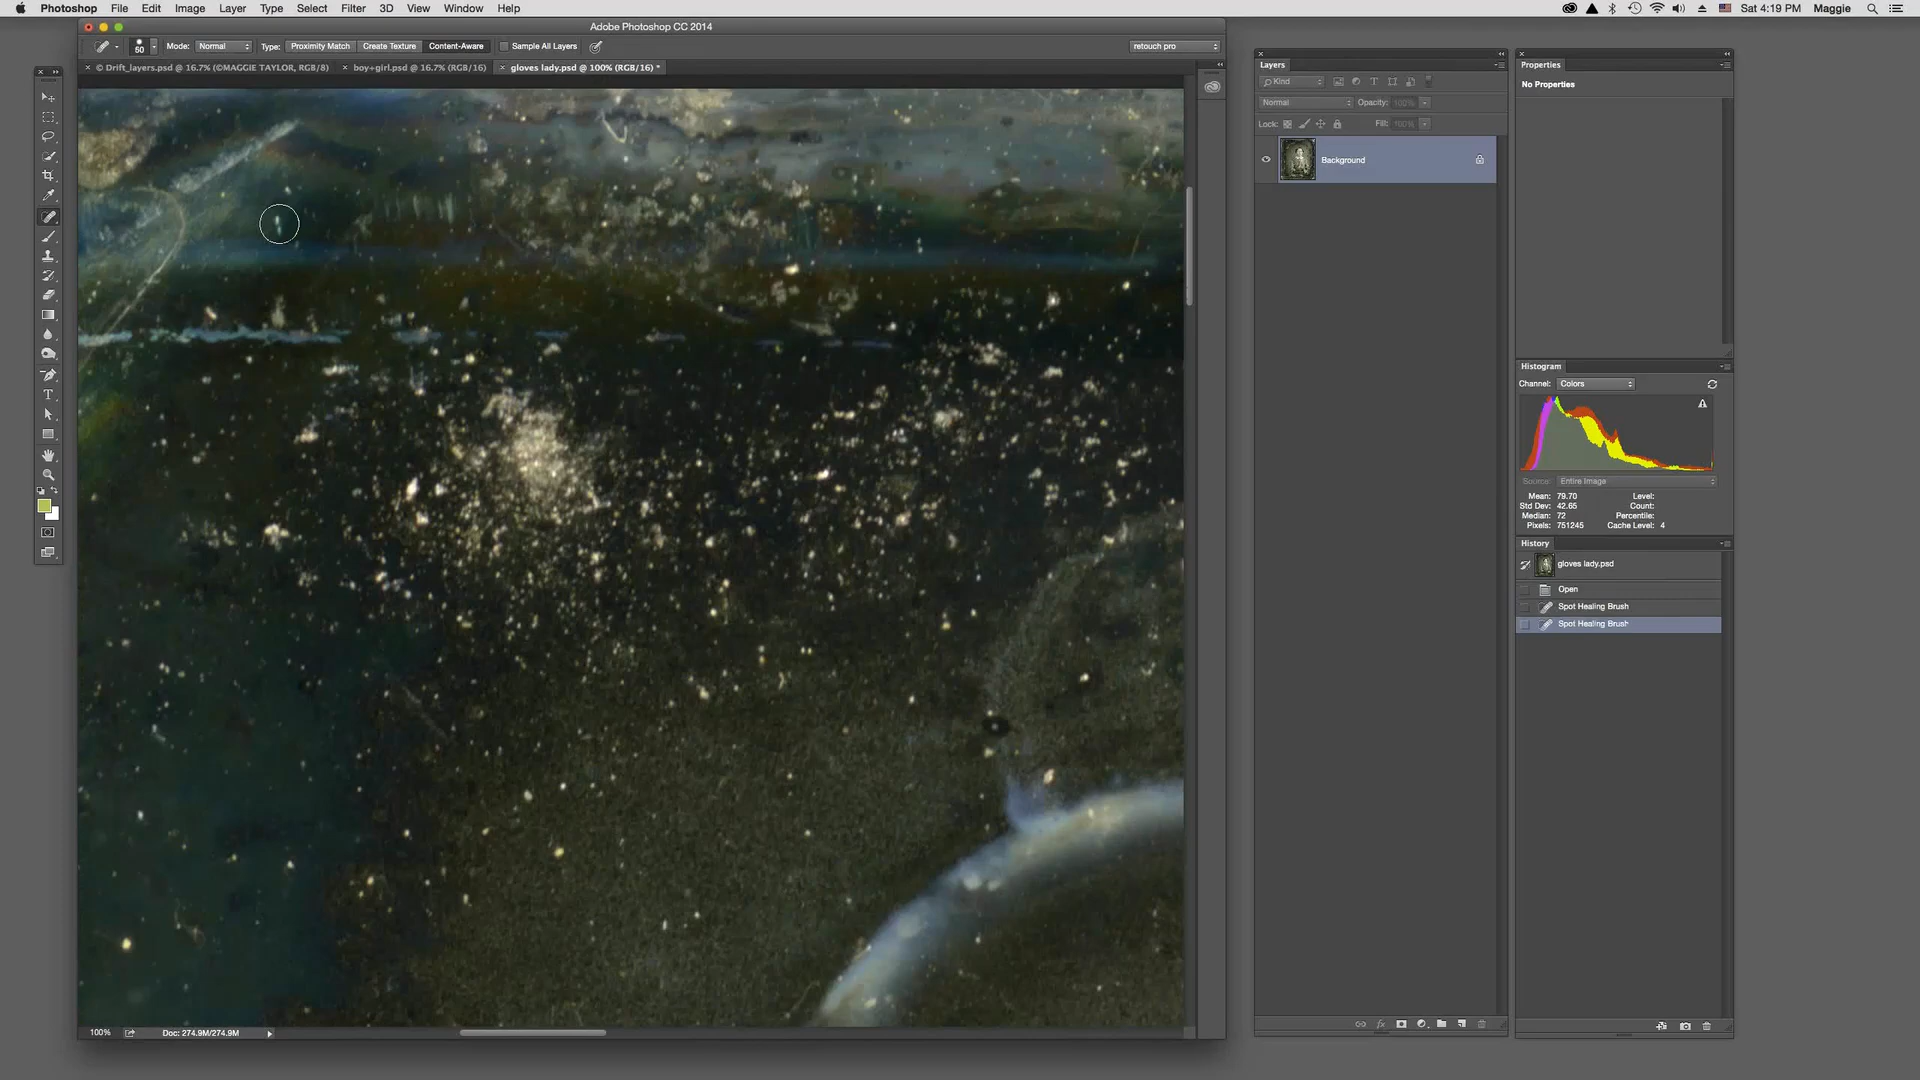 Photoshop File Edit Image Layer Type Select Filter 3D View Window Help Sat 4:19 PM Maggie
Adobe Photoshop CC 2014
60 Mode: Normal Type: Proximity Match Create Texture Content-Aware Sample All Layers retouch pro
© Drift_layers.psd @ 16.7% (©MAGGIE TAYLOR, RGB/8) boy+girl.psd @ 16.7% (RGB/16) gloves lady.psd @ 100% (RGB/16) *
Layers
Kind
Normal Opacity: 100%
Lock: Fill: 100%
Background
Properties
No Properties
Histogram
Channel: Colors
Source: Entire Image
Mean: 79.70 Level:
Std Dev: 42.65 Count:
Median: 72 Percentile:
Pixels: 751245 Cache Level: 4
History
gloves lady.psd
Open
Spot Healing Brush
Spot Healing Brush
100% Doc: 274.9M/274.9M